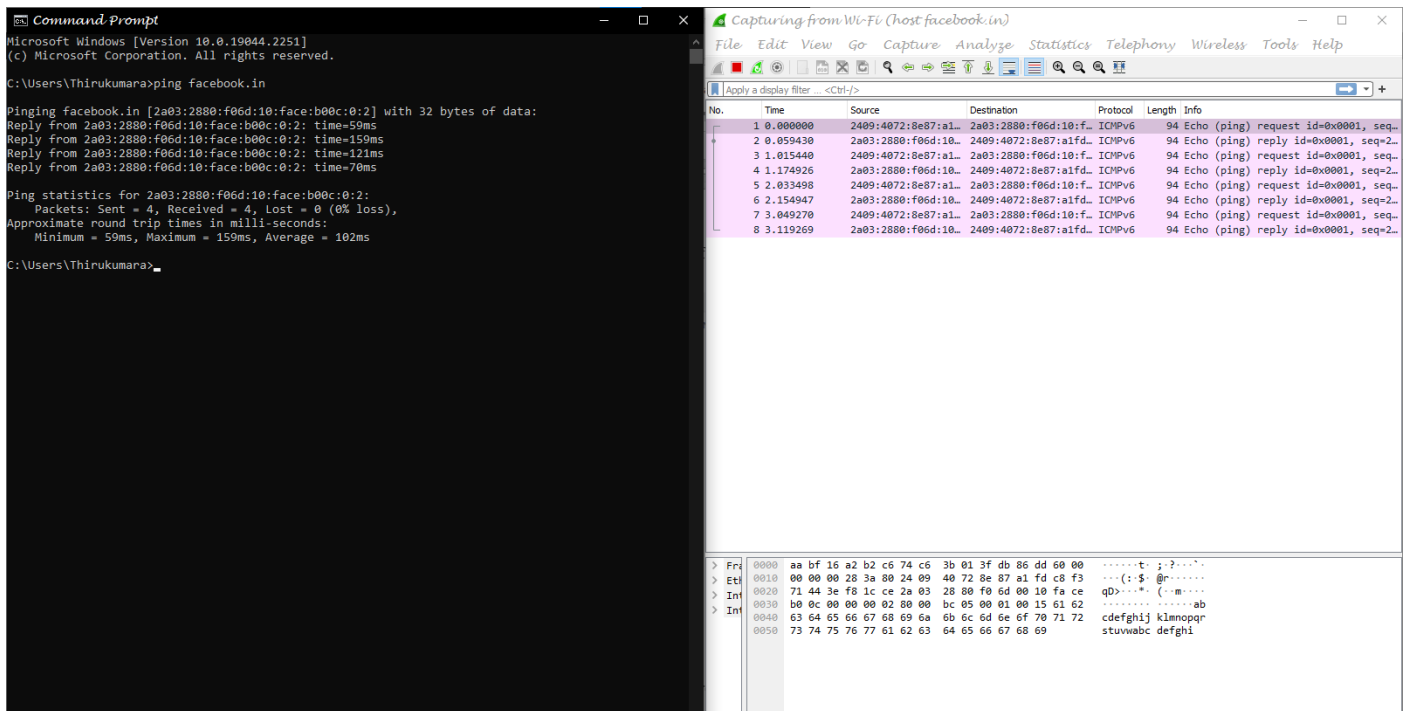 Command Prompt
Microsoft Windows [Version 10.0.19044.2251]
(c) Microsoft Corporation. All rights reserved.
C:\Users\Thirukumara>ping facebook.in
Pinging facebook.in [2a03:2880:f06d:10:face:b00c:0:2] with 32 bytes of data:
Reply from 2a03:2880:f06d:10:face:b00c:0:2: time=59ms
Reply from 2a03:2880:f06d:10:face:b00c:0:2: time=159ms
Reply from 2a03:2880:f06d:10:face:b00c:0:2: time=121ms
Reply from 2a03:2880:f06d:10:face:b00c:0:2: time=70ms
Ping statistics for 2a03:2880:f06d:10:face:b00c:0:2:
Packets: Sent = 4, Received = 4, Lost = 0 (0% loss),
Approximate round trip times in milli-seconds:
Minimum = 59ms, Maximum = 159ms, Average = 102ms
C:\Users\Thirukumara>
Capturing from Wi-Fi (host facebook.in)
File Edit View Go Capture Analyze Statistics Telephony Wireless Tools Help
Apply a display filter ... <Ctrl-/>
No. Time Source Destination Protocol Length Info
1 0.000000 2409:4072:8e87:a1… 2a03:2880:f06d:10:f… ICMPv6 94 Echo (ping) request id=0x0001, seq…
2 0.059430 2a03:2880:f06d:10… 2409:4072:8e87:a1fd… ICMPv6 94 Echo (ping) reply id=0x0001, seq=2…
3 1.015440 2409:4072:8e87:a1… 2a03:2880:f06d:10:f… ICMPv6 94 Echo (ping) request id=0x0001, seq…
4 1.174926 2a03:2880:f06d:10… 2409:4072:8e87:a1fd… ICMPv6 94 Echo (ping) reply id=0x0001, seq=2…
5 2.033498 2409:4072:8e87:a1… 2a03:2880:f06d:10:f… ICMPv6 94 Echo (ping) request id=0x0001, seq…
6 2.154947 2a03:2880:f06d:10… 2409:4072:8e87:a1fd… ICMPv6 94 Echo (ping) reply id=0x0001, seq=2…
7 3.049270 2409:4072:8e87:a1… 2a03:2880:f06d:10:f… ICMPv6 94 Echo (ping) request id=0x0001, seq…
8 3.119269 2a03:2880:f06d:10… 2409:4072:8e87:a1fd… ICMPv6 94 Echo (ping) reply id=0x0001, seq=2…
> Fra
> Eth
> Int
> Int
0000 aa bf 16 a2 b2 c6 74 c6 3b 01 3f db 86 dd 60 00 ······t· ;·?···`·
0010 00 00 00 28 3a 80 24 09 40 72 8e 87 a1 fd c8 f3 ···(:·$· @r······
0020 71 44 3e f8 1c ce 2a 03 28 80 f0 6d 00 10 fa ce qD>···*· (··m····
0030 b0 0c 00 00 00 02 80 00 bc 05 00 01 00 15 61 62 ········ ······ab
0040 63 64 65 66 67 68 69 6a 6b 6c 6d 6e 6f 70 71 72 cdefghij klmnopqr
0050 73 74 75 76 77 61 62 63 64 65 66 67 68 69 stuvwabc defghi